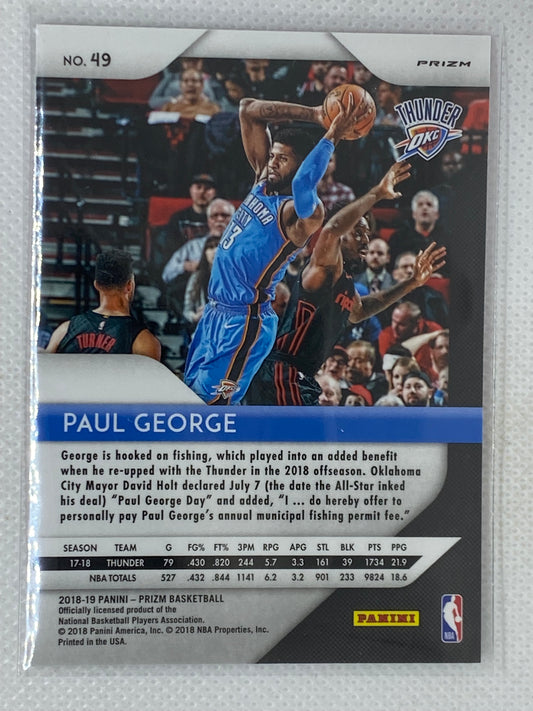 NO. 49
PRIZM
THUNDER
OKC
OKLAHOMA
13
TURNER
PAUL GEORGE
George is hooked on fishing, which played into an added benefit
when he re-upped with the Thunder in the 2018 offseason. Oklahoma
City Mayor David Holt declared July 7 (the date the All-Star inked
his deal) “Paul George Day” and added, “I ... do hereby offer to
personally pay Paul George’s annual municipal fishing permit fee.”
SEASON TEAM G FG% FT% 3PM RPG APG STL BLK PTS PPG
17-18 THUNDER 79 .430 .820 244 5.7 3.3 161 39 1734 21.9
NBA TOTALS 527 .432 .844 1141 6.2 3.2 901 233 9824 18.6
2018-19 PANINI – PRIZM BASKETBALL
Officially licensed product of the
National Basketball Players Association.
© 2018 Panini America, Inc. © 2018 NBA Properties, Inc.
Printed in the USA.
PANINI
NBA